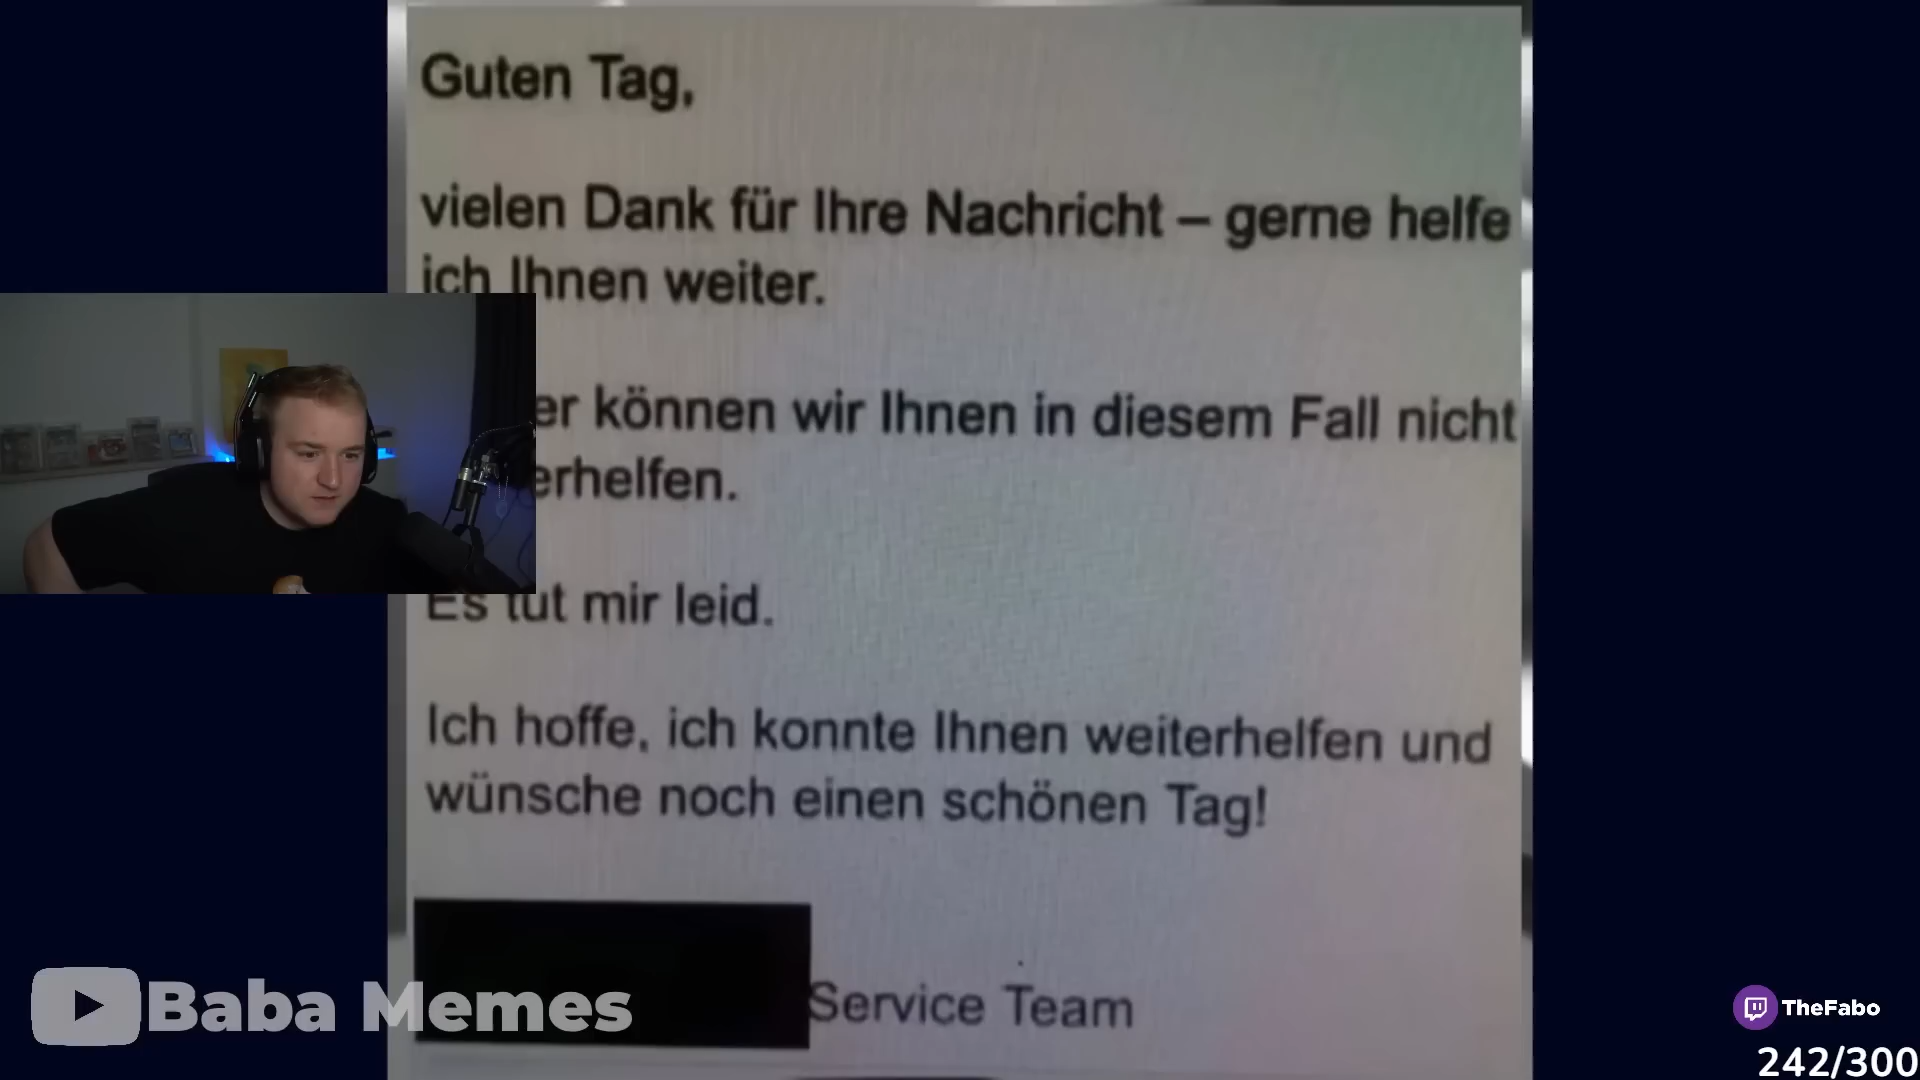 Guten Tag,
vielen Dank für Ihre Nachricht – gerne helfe
ich Ihnen weiter.
er können wir Ihnen in diesem Fall nicht
erhelfen.
Es tut mir leid.
Ich hoffe, ich konnte Ihnen weiterhelfen und
wünsche noch einen schönen Tag!
Service Team
Baba Memes
TheFabo
242/300